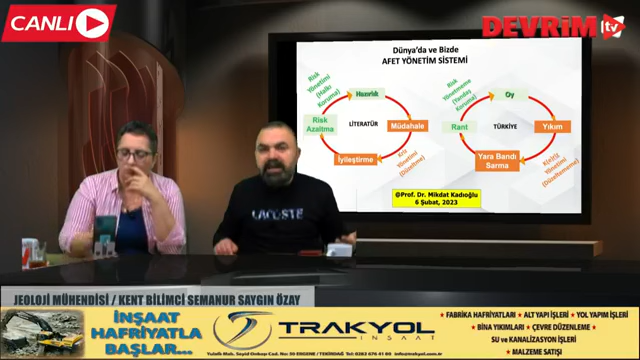 CANLI
DEVRİM tv
Dünya'da ve Bizde
AFET YÖNETİM SİSTEMİ
Risk Yönetimi (Halkı Koruma)
Hazırlık
Risk Azaltma
LİTERATÜR
Müdahale
İyileştirme
Kriz Yönetimi (Düzeltme)
Risk Yönetmeme (Yandaş Koruma)
Oy
Rant
TÜRKİYE
Yıkım
Yara Bandı Sarma
@Prof. Dr. Mikdat Kadıoğlu
6 Şubat, 2023
LACOSTE
JEOLOJİ MÜHENDİSİ / KENT BİLİMCİ SEMANUR SAYGIN ÖZAY
İNŞAAT
HAFRİYATLA
BAŞLAR...
TRAKYOL
İNŞAAT
FABRİKA HAFRİYATLARI ALT YAPI İŞLERİ YOL YAPIM İŞLERİ
BİNA YIKIMLARI ÇEVRE DÜZENLEME
SU ve KANALİZASYON İŞLERİ
MALZEME SATIŞI